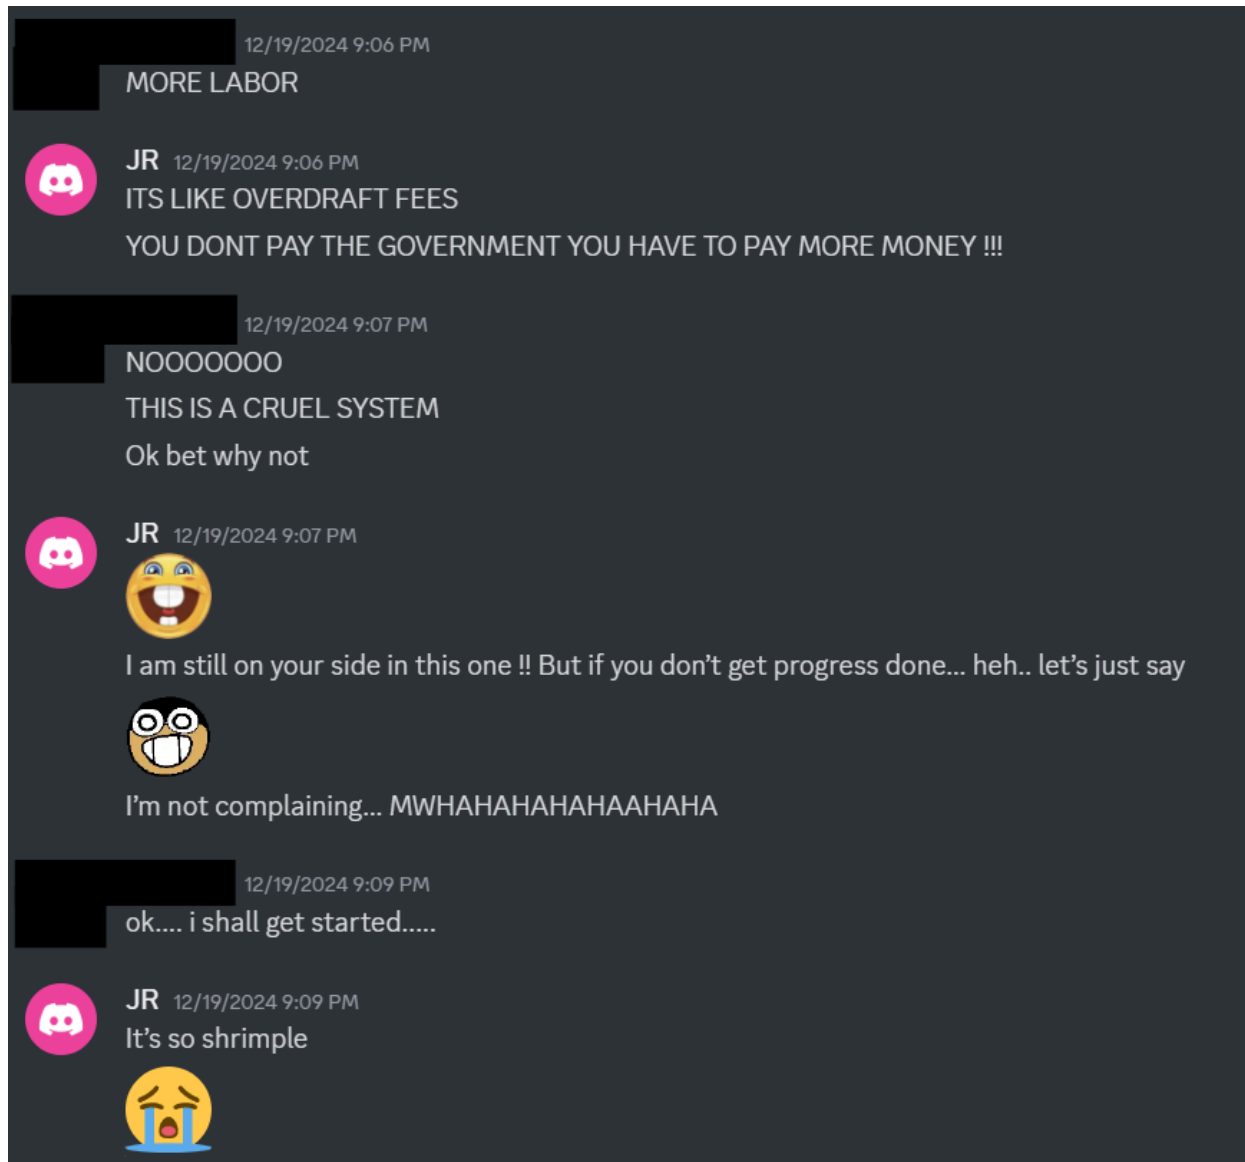 12/19/2024 9:06 PM
MORE LABOR
JR 12/19/2024 9:06 PM
ITS LIKE OVERDRAFT FEES
YOU DONT PAY THE GOVERNMENT YOU HAVE TO PAY MORE MONEY !!!
12/19/2024 9:07 PM
NOOOOOOO
THIS IS A CRUEL SYSTEM
Ok bet why not
JR 12/19/2024 9:07 PM
I am still on your side in this one !! But if you don’t get progress done... heh.. let’s just say
I’m not complaining... MWHAHAHAHAHAAHAHA
12/19/2024 9:09 PM
ok.... i shall get started.....
JR 12/19/2024 9:09 PM
It’s so shrimple